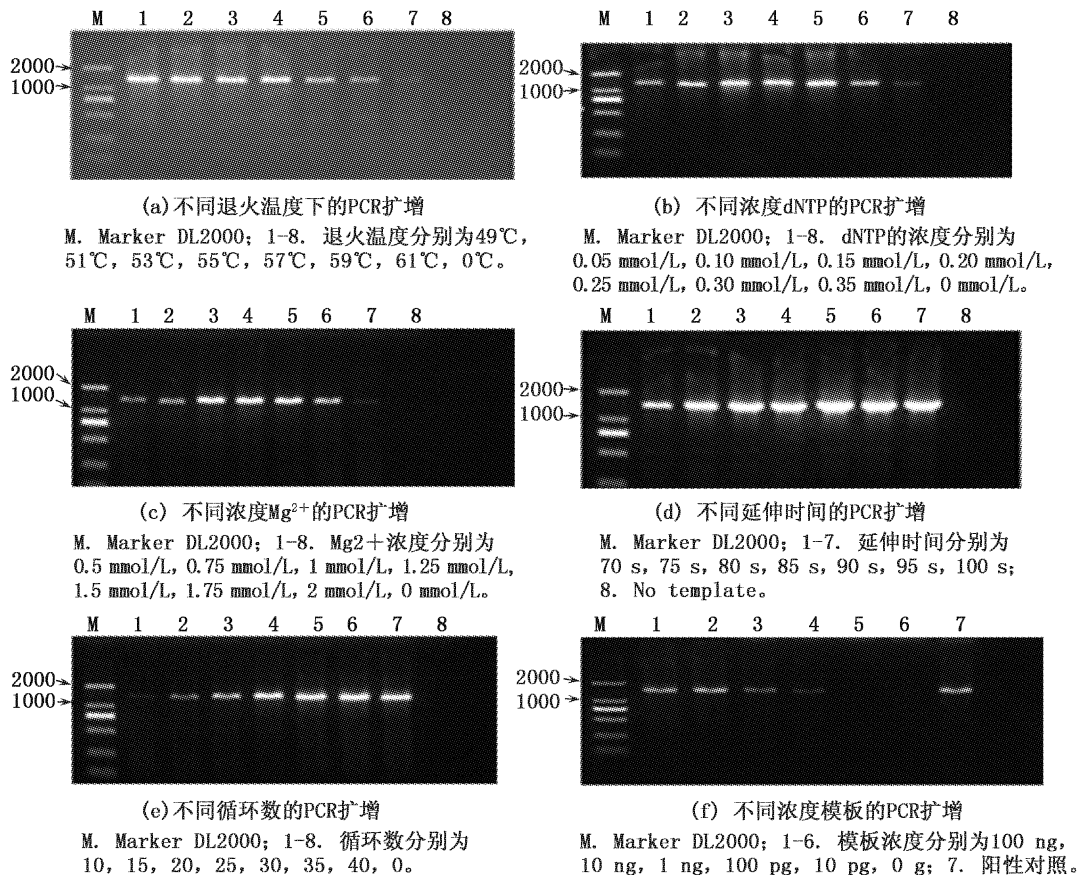 M 1 2 3 4 5 6 7 8
2000
1000
(a)不同退火温度下的PCR扩增
M. Marker DL2000; 1-8. 退火温度分别为49℃,
51℃, 53℃, 55℃, 57℃, 59℃, 61℃, 0℃。
M 1 2 3 4 5 6 7 8
2000
1000
(b) 不同浓度dNTP的PCR扩增
M. Marker DL2000; 1-8. dNTP的浓度分别为
0.05 mmol/L, 0.10 mmol/L, 0.15 mmol/L, 0.20 mmol/L,
0.25 mmol/L, 0.30 mmol/L, 0.35 mmol/L, 0 mmol/L。
M 1 2 3 4 5 6 7 8
2000
1000
(c) 不同浓度Mg²⁺的PCR扩增
M. Marker DL2000; 1-8. Mg2+浓度分别为
0.5 mmol/L, 0.75 mmol/L, 1 mmol/L, 1.25 mmol/L,
1.5 mmol/L, 1.75 mmol/L, 2 mmol/L, 0 mmol/L。
M 1 2 3 4 5 6 7 8
2000
1000
(d) 不同延伸时间的PCR扩增
M. Marker DL2000; 1-7. 延伸时间分别为
70 s, 75 s, 80 s, 85 s, 90 s, 95 s, 100 s;
8. No template。
M 1 2 3 4 5 6 7 8
2000
1000
(e)不同循环数的PCR扩增
M. Marker DL2000; 1-8. 循环数分别为
10, 15, 20, 25, 30, 35, 40, 0。
M 1 2 3 4 5 6 7
2000
1000
(f) 不同浓度模板的PCR扩增
M. Marker DL2000; 1-6. 模板浓度分别为100 ng,
10 ng, 1 ng, 100 pg, 10 pg, 0 g; 7. 阳性对照。